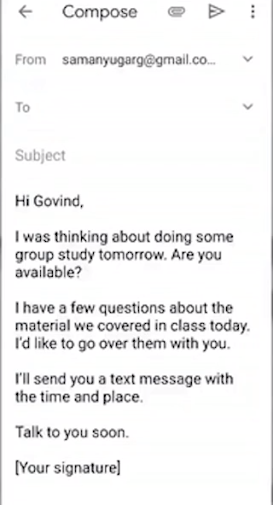 Compose
From samanyugarg@gmail.co...
To
Subject
Hi Govind,
I was thinking about doing some
group study tomorrow. Are you
available?
I have a few questions about the
material we covered in class today.
I'd like to go over them with you.
I'll send you a text message with
the time and place.
Talk to you soon.
[Your signature]